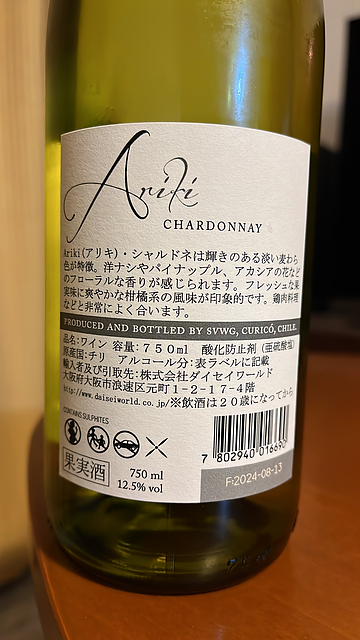 Ariki
CHARDONNAY
Ariki(アリキ)・シャルドネは輝きのある淡い麦わら
色が特徴。洋ナシやパイナップル、アカシアの花など
のフローラルな香りが感じられます。フレッシュな果
実味に爽やかな柑橘系の風味が印象的です。鶏肉料理
などと非常によく合います。
PRODUCED AND BOTTLED BY SVWG, CURICÓ, CHILE.
品名:ワイン 容量:750ml 酸化防止剤(亜硫酸塩)
原産国:チリ アルコール分:表ラベルに記載
輸入者及び引取先:株式会社ダイセイワールド
大阪府大阪市浪速区元町1-2-17-4階
http://www.daiseiworld.co.jp/※飲酒は20歳になってから
CONTAINS SULPHITES
果実酒
750 ml
12.5% vol
7 802940 016690
F:2024-08-13